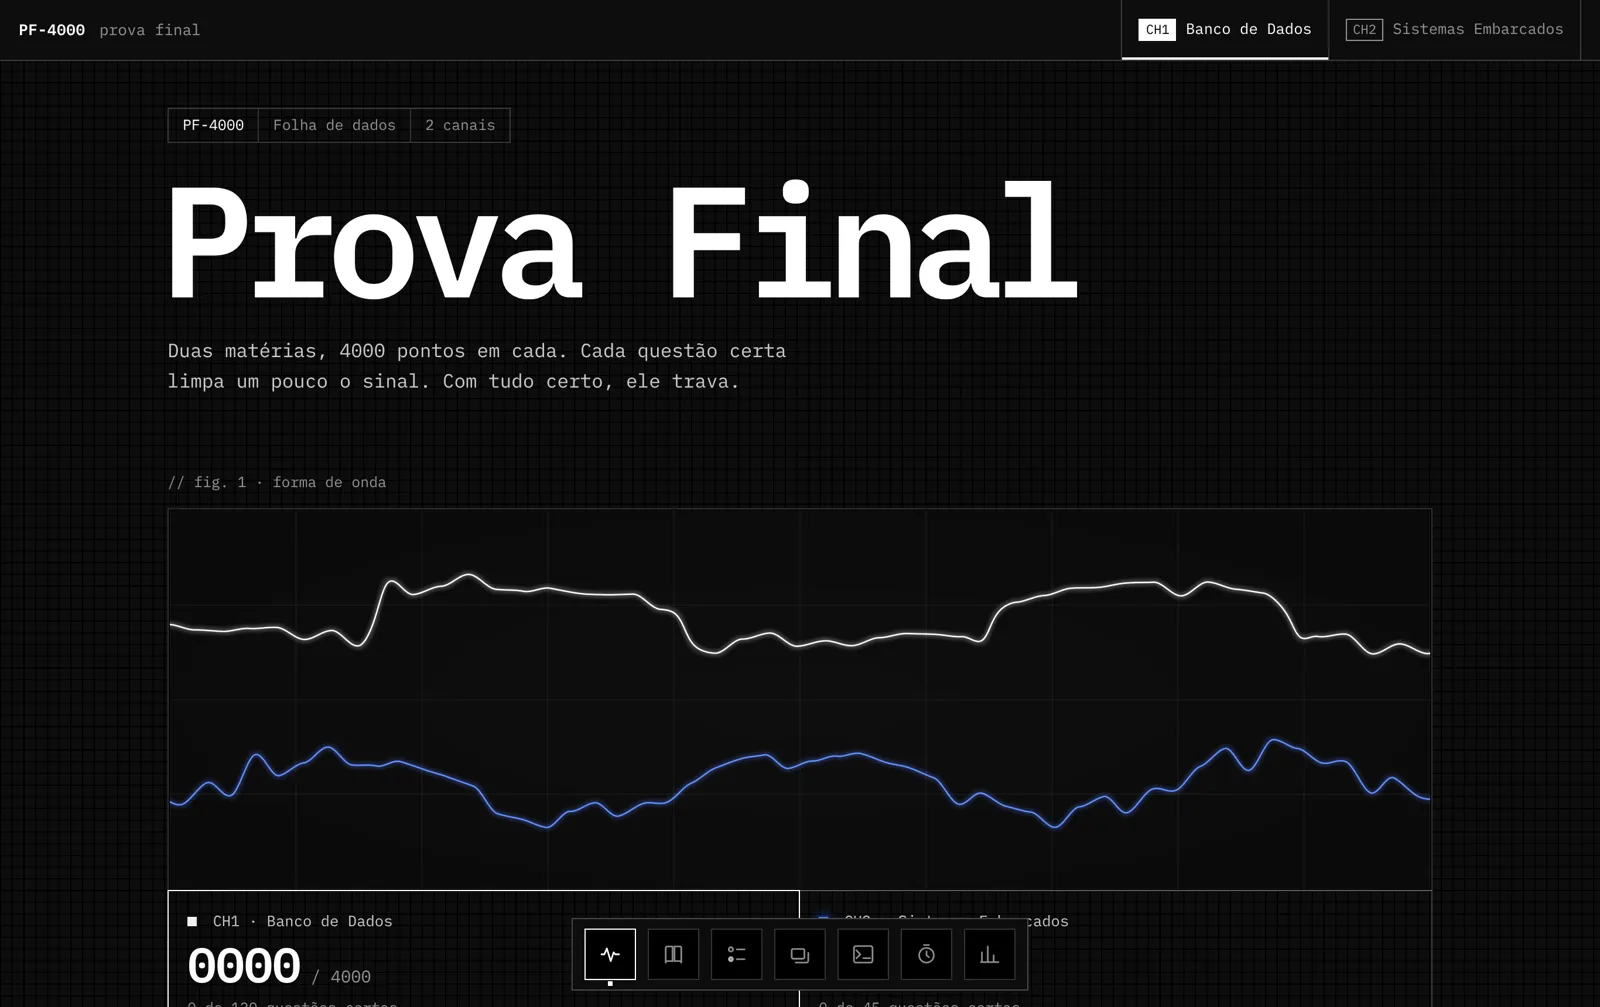 PF-4000 prova final
CH1 Banco de Dados
CH2 Sistemas Embarcados
PF-4000 Folha de dados 2 canais
Prova Final
Duas matérias, 4000 pontos em cada. Cada questão certa
limpa um pouco o sinal. Com tudo certo, ele trava.
// fig. 1 · forma de onda
CH1 · Banco de Dados
0000 / 4000